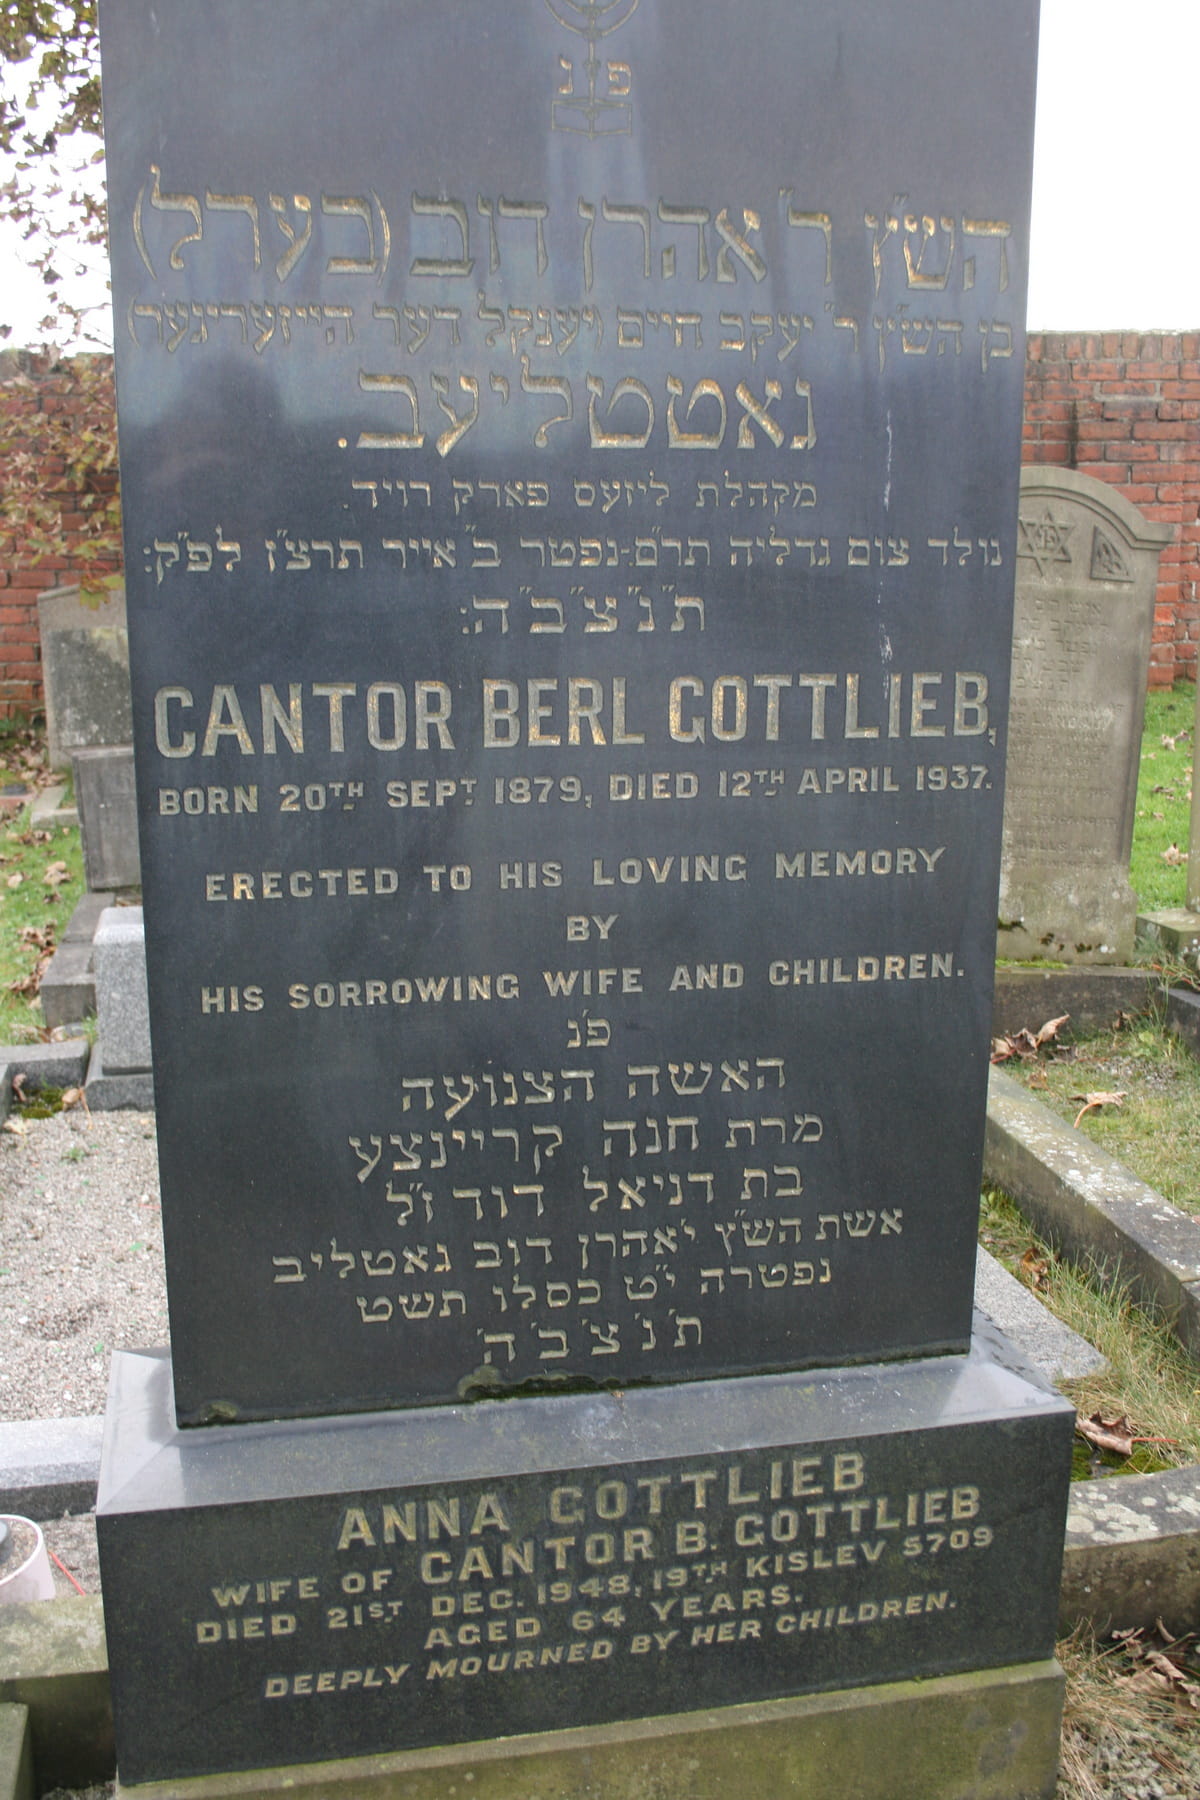 פ נ
הש"ץ ר' אהרן דוב (בערל)
בן הש"ץ ר' יעקב חיים (יענקל דער הייזעריגער)
גאטטליעב.
מקהלת ליזעס פארק רויד.
נולד צום גדליה תר"ם-נפטר ב' אייר תרצ"ז לפ"ק:
ת"נ"צ"ב"ה:
CANTOR BERL GOTTLIEB,
BORN 20TH SEPT 1879, DIED 12TH APRIL 1937.
ERECTED TO HIS LOVING MEMORY
BY
HIS SORROWING WIFE AND CHILDREN.
פ'נ
האשה הצנועה
מרת חנה קריינצע
בת דניאל דוד ז"ל
אשת הש"ץ י'אהרן דוב גאטליב
נפטרה י"ט כסלו תשט
ת' נ' צ' ב' ה'
ANNA GOTTLIEB
WIFE OF CANTOR B. GOTTLIEB
DIED 21ST DEC. 1948, 19TH KISLEV 5709
AGED 64 YEARS.
DEEPLY MOURNED BY HER CHILDREN.